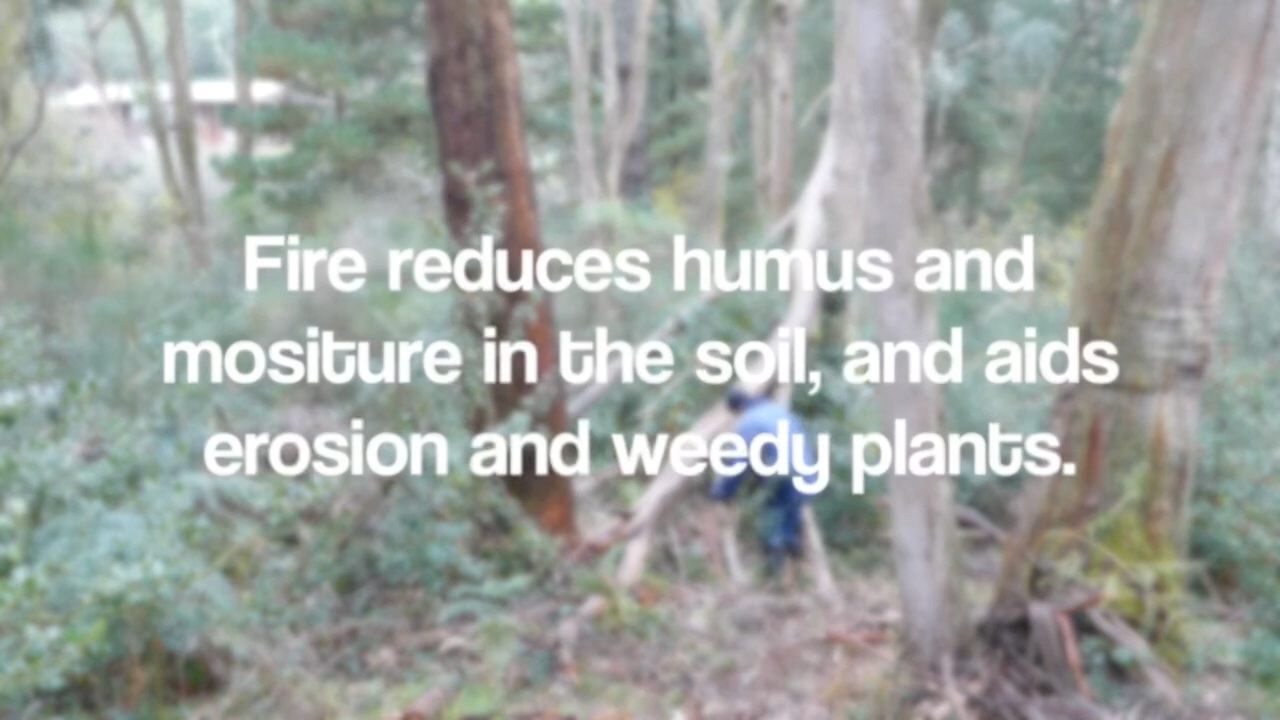 Fire reduces humus and
mositure in the soil, and aids
erosion and weedy plants.